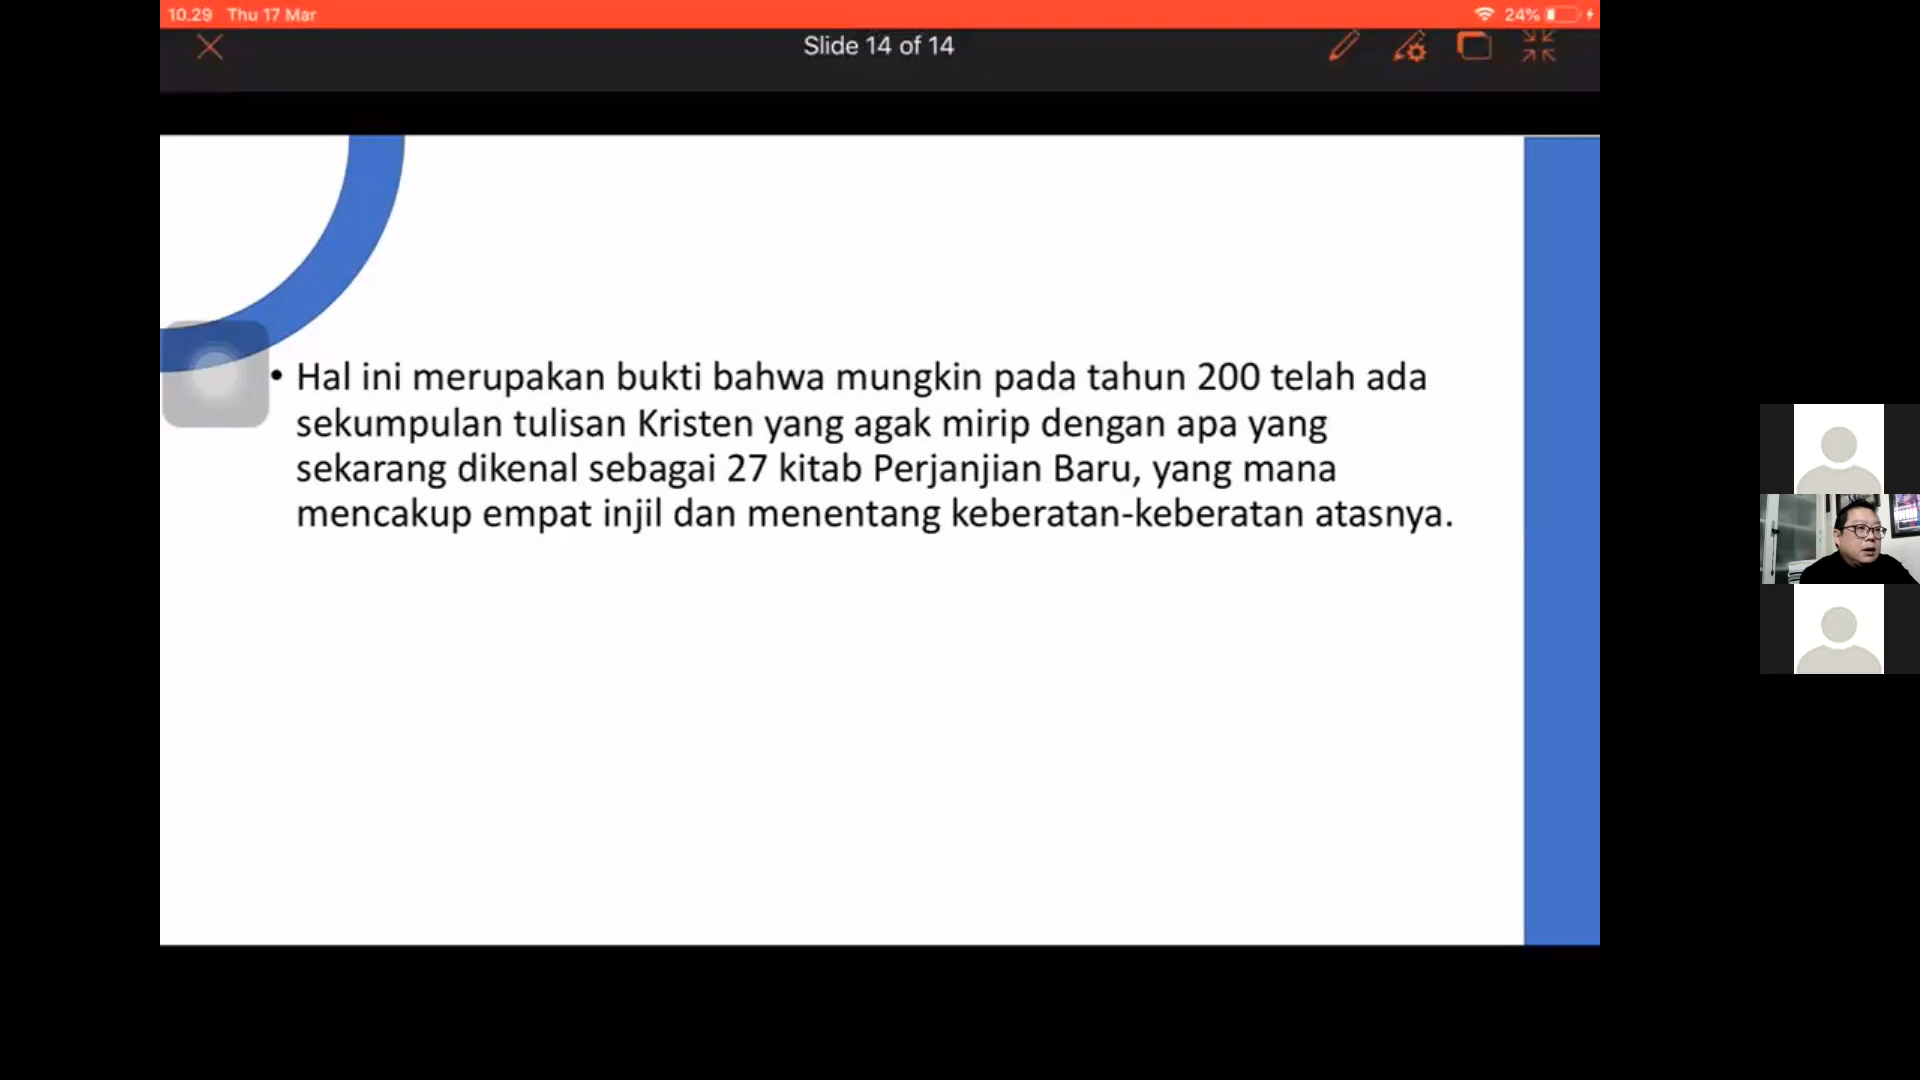 10.29 Thu 17 Mar
24%
Slide 14 of 14
• Hal ini merupakan bukti bahwa mungkin pada tahun 200 telah ada
sekumpulan tulisan Kristen yang agak mirip dengan apa yang
sekarang dikenal sebagai 27 kitab Perjanjian Baru, yang mana
mencakup empat injil dan menentang keberatan-keberatan atasnya.